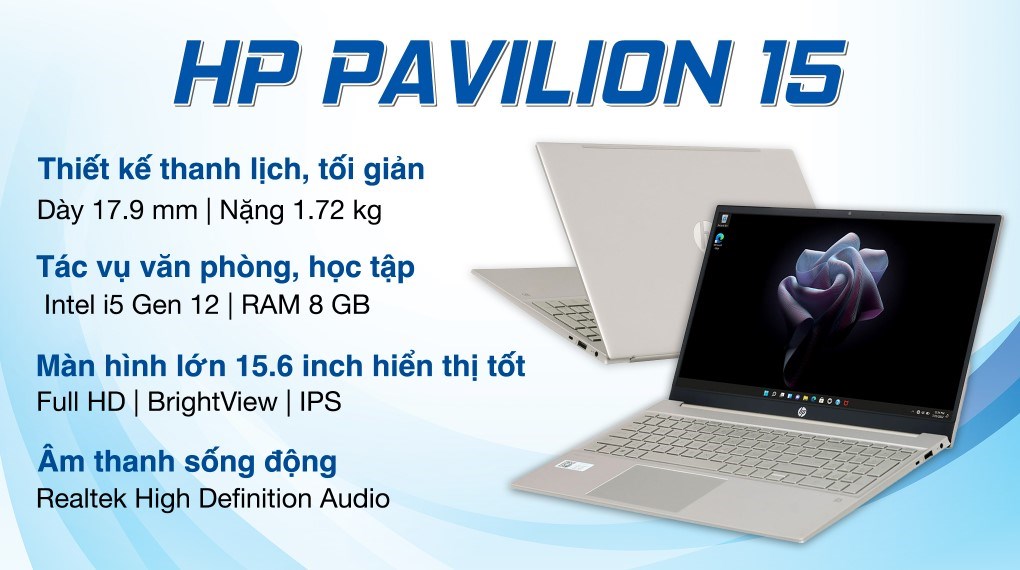 HP PAVILION 15
Thiết kế thanh lịch, tối giản
Dày 17.9 mm | Nặng 1.72 kg
Tác vụ văn phòng, học tập
Intel i5 Gen 12 | RAM 8 GB
Màn hình lớn 15.6 inch hiển thị tốt
Full HD | BrightView | IPS
Âm thanh sống động
Realtek High Definition Audio
hp